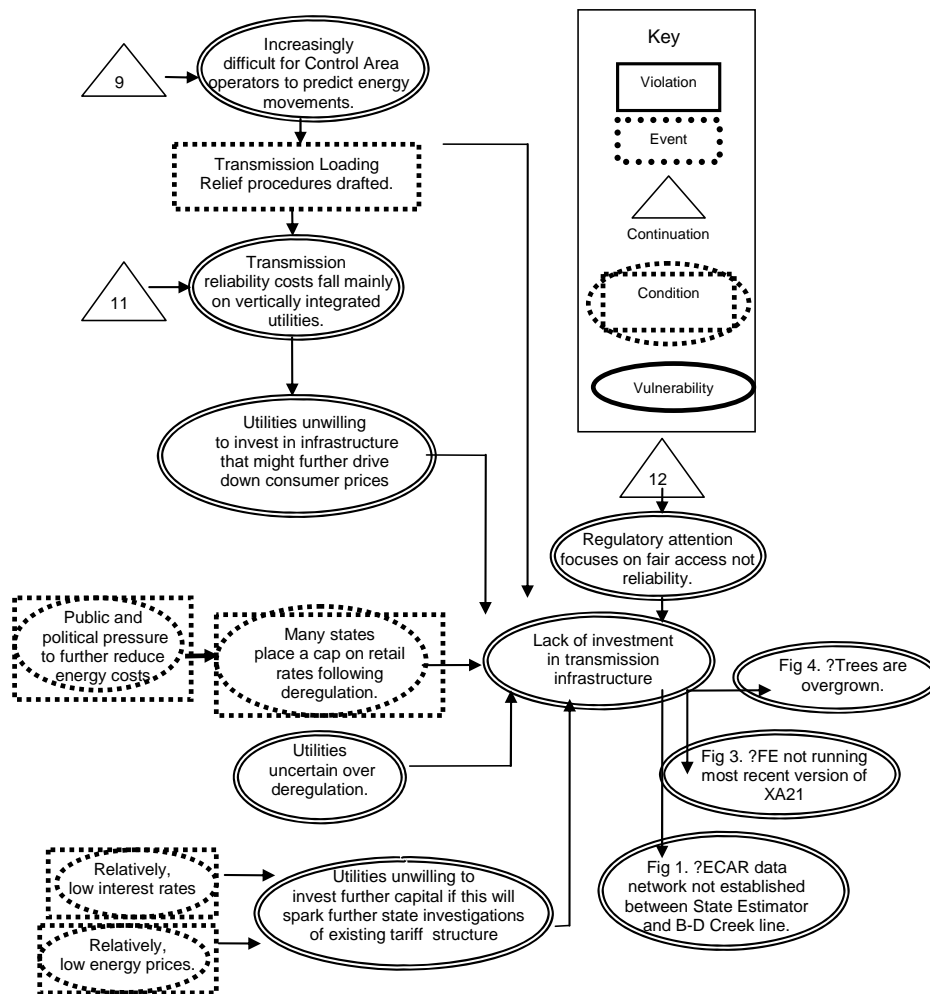 Increasingly
difficult for Control Area
operators to predict energy
movements.
9
Transmission Loading
Relief procedures drafted.
Transmission
reliability costs fall mainly
on vertically integrated
utilities.
11
Utilities unwilling
to invest in infrastructure
that might further drive
down consumer prices
Key
Violation
Event
Continuation
Condition
Vulnerability
12
Regulatory attention
focuses on fair access not
reliability.
Public and
political pressure
to further reduce
energy costs
Many states
place a cap on retail
rates following
deregulation.
Lack of investment
in transmission
infrastructure
Fig 4. ?Trees are
overgrown.
Utilities
uncertain over
deregulation.
Fig 3. ?FE not running
most recent version of
XA21
Relatively,
low interest rates
Utilities unwilling to
invest further capital if this will
spark further state investigations
of existing tariff structure
Relatively,
low energy prices.
Fig 1. ?ECAR data
network not established
between State Estimator
and B-D Creek line.